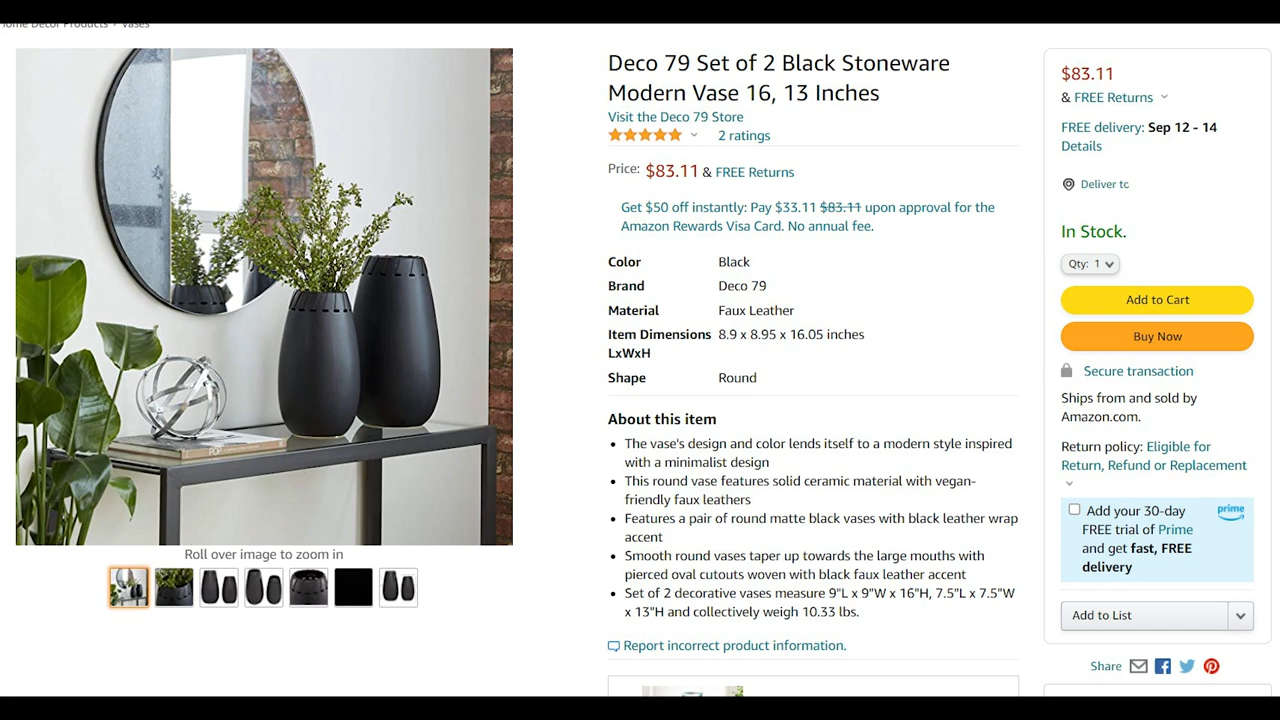 Home Decor Products › Vases
Deco 79 Set of 2 Black Stoneware
Modern Vase 16, 13 Inches
Visit the Deco 79 Store
2 ratings
Price: $83.11 & FREE Returns
Get $50 off instantly: Pay $33.11 $83.11 upon approval for the
Amazon Rewards Visa Card. No annual fee.
Color Black
Brand Deco 79
Material Faux Leather
Item Dimensions 8.9 x 8.95 x 16.05 inches
LxWxH
Shape Round
About this item
• The vase's design and color lends itself to a modern style inspired
with a minimalist design
• This round vase features solid ceramic material with vegan-
friendly faux leathers
• Features a pair of round matte black vases with black leather wrap
accent
• Smooth round vases taper up towards the large mouths with
pierced oval cutouts woven with black faux leather accent
• Set of 2 decorative vases measure 9"L x 9"W x 16"H, 7.5"L x 7.5"W
x 13"H and collectively weigh 10.33 lbs.
Report incorrect product information.
POP
Roll over image to zoom in
$83.11
& FREE Returns
FREE delivery: Sep 12 - 14
Details
Deliver to
In Stock.
Qty: 1
Add to Cart
Buy Now
Secure transaction
Ships from and sold by
Amazon.com.
Return policy: Eligible for
Return, Refund or Replacement
Add your 30-day
FREE trial of Prime
and get fast, FREE
delivery
prime
Add to List
Share